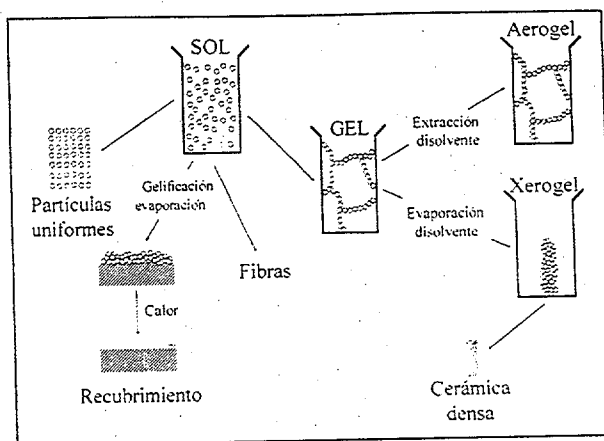 SOL
Aerogel
GEL
Extracción
disolvente
Partículas
uniformes
Gelificación
evaporación
Evaporación
disolvente
Xerogel
Fibras
Calor
Recubrimiento
Cerámica
densa